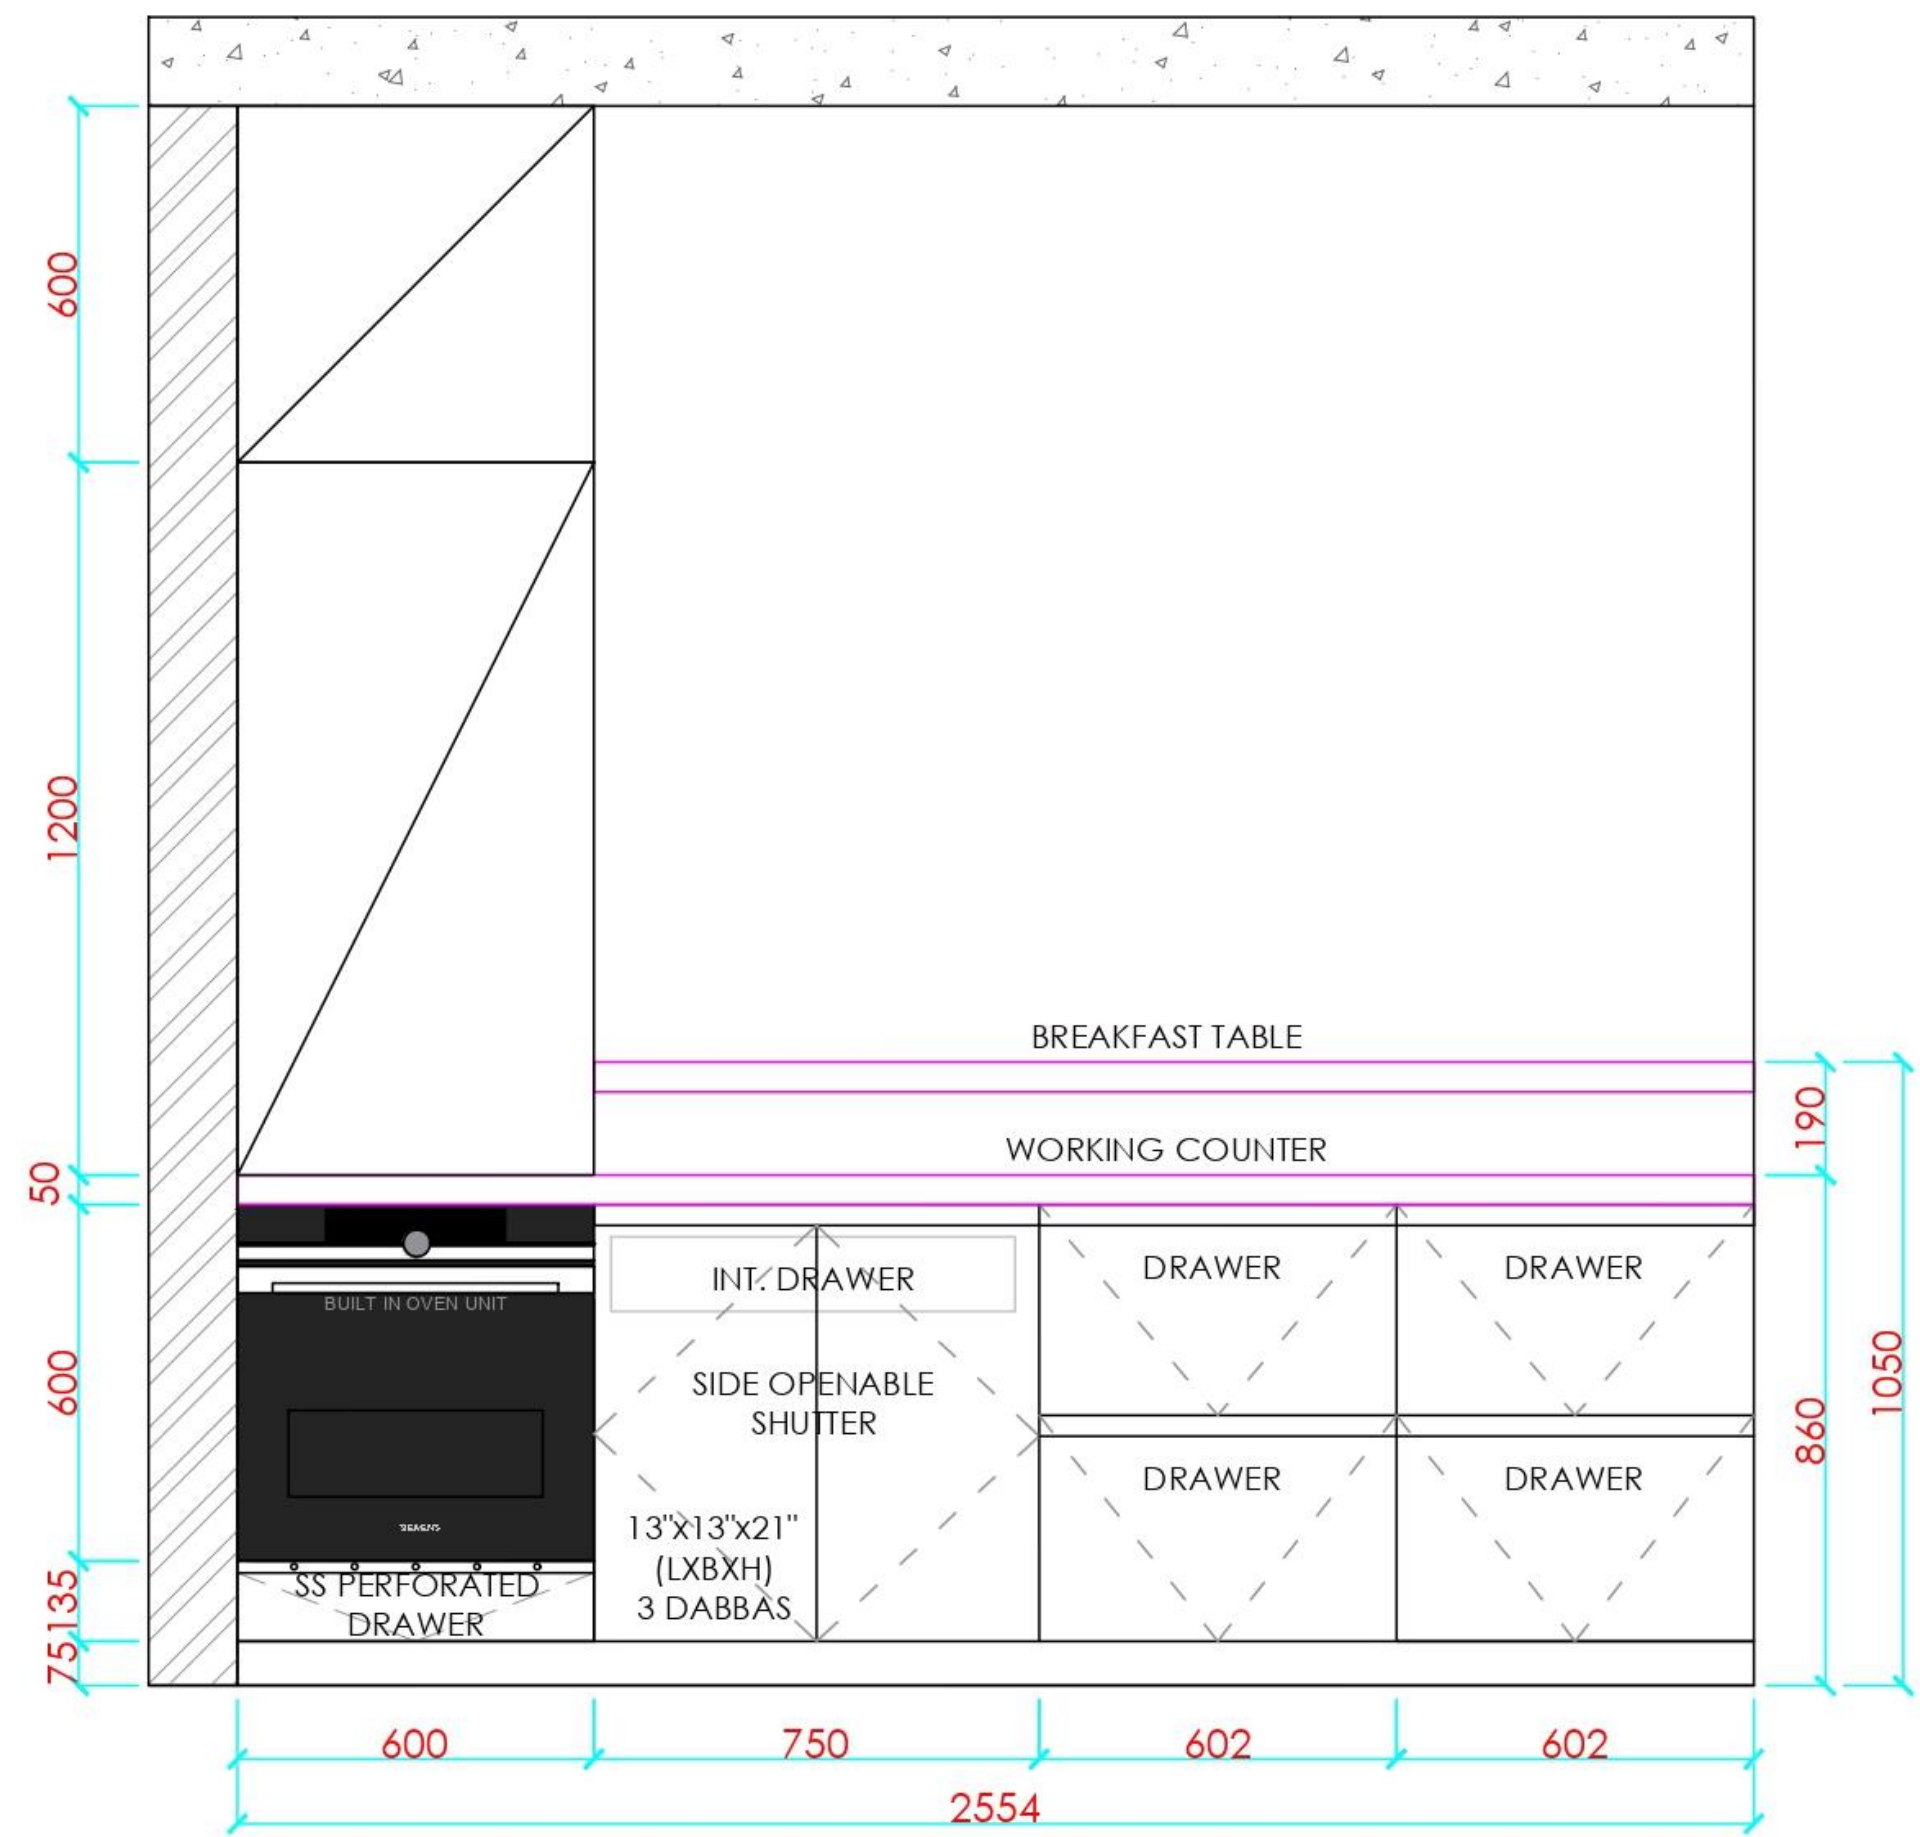 600
1200
BREAKFAST TABLE
190
WORKING COUNTER
50
BUILT IN OVEN UNIT
INT. DRAWER
DRAWER
DRAWER
600
SIDE OPENABLE
SHUTTER
1050
860
DRAWER
DRAWER
SIEMENS
13"x13"x21"
(LXBXH)
3 DABBAS
135
SS PERFORATED
DRAWER
75
600
750
602
602
2554